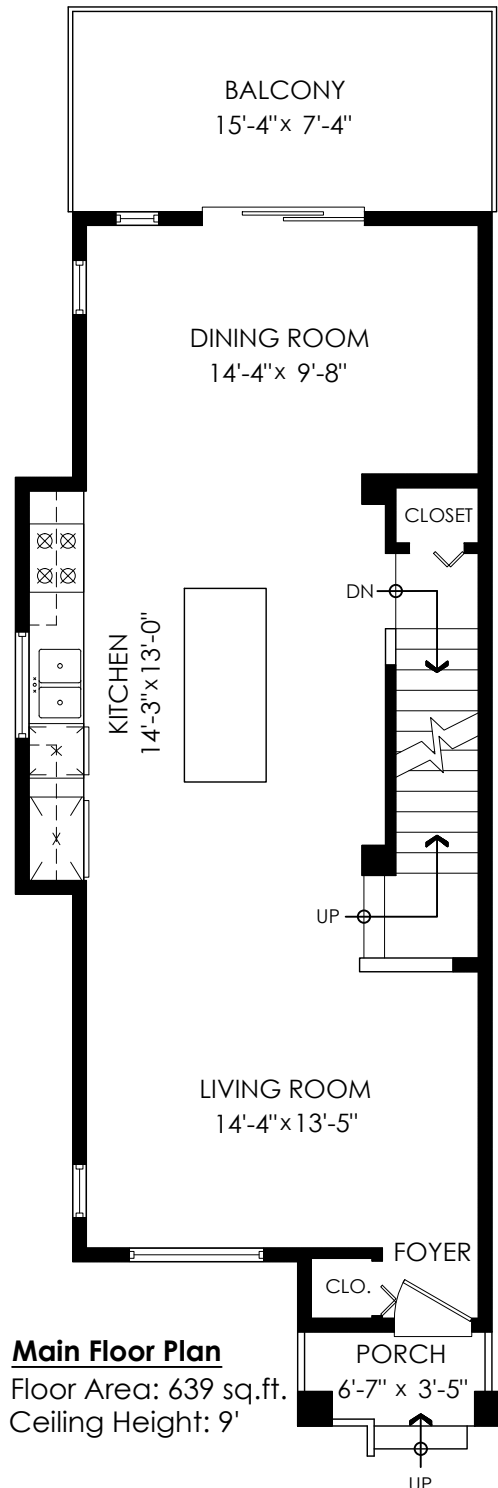 BALCONY
15'-4" x 7'-4"
DINING ROOM
14'-4" x 9'-8"
CLOSET
DN
KITCHEN
14'-3" x 13'-0"
UP
LIVING ROOM
14'-4" x 13'-5"
FOYER
CLO.
PORCH
6'-7" x 3'-5"
UP
Main Floor Plan
Floor Area: 639 sq.ft.
Ceiling Height: 9'